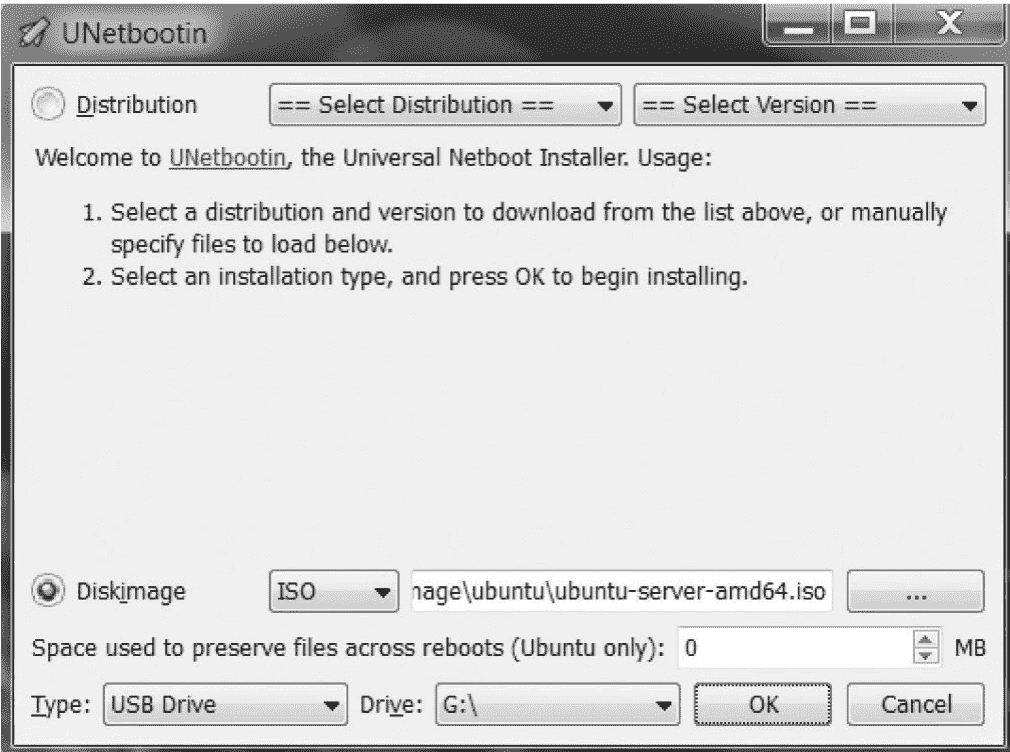 UNetbootin
Distribution == Select Distribution == == Select Version ==
Welcome to UNetbootin, the Universal Netboot Installer. Usage:
1. Select a distribution and version to download from the list above, or manually
specify files to load below.
2. Select an installation type, and press OK to begin installing.
Diskimage ISO nage\ubuntu\ubuntu-server-amd64.iso ...
Space used to preserve files across reboots (Ubuntu only): 0 MB
Type: USB Drive Drive: G:\ OK Cancel